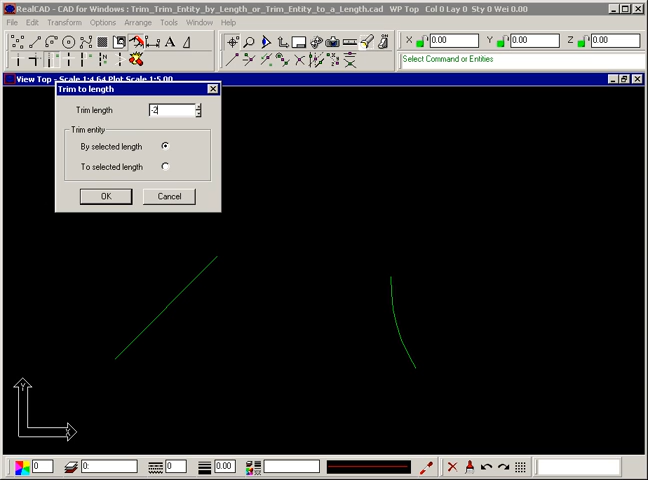 RealCAD - CAD for Windows : Trim_Trim_Entity_by_Length_or_Trim_Entity_to_a_Length.cad WP Top Col 0 Lay 0 Sty 0 Wei 0.00
File Edit Transform Options Arrange Tools Window Help
X 0.00 Y 0.00 Z 0.00
Select Command or Entities
View Top - Scale 1:4.64 Plot Scale 1:5.00
Trim to length
Trim length -2
Trim entity
By selected length
To selected length
OK Cancel
Y
X
0 0: 0 0.00